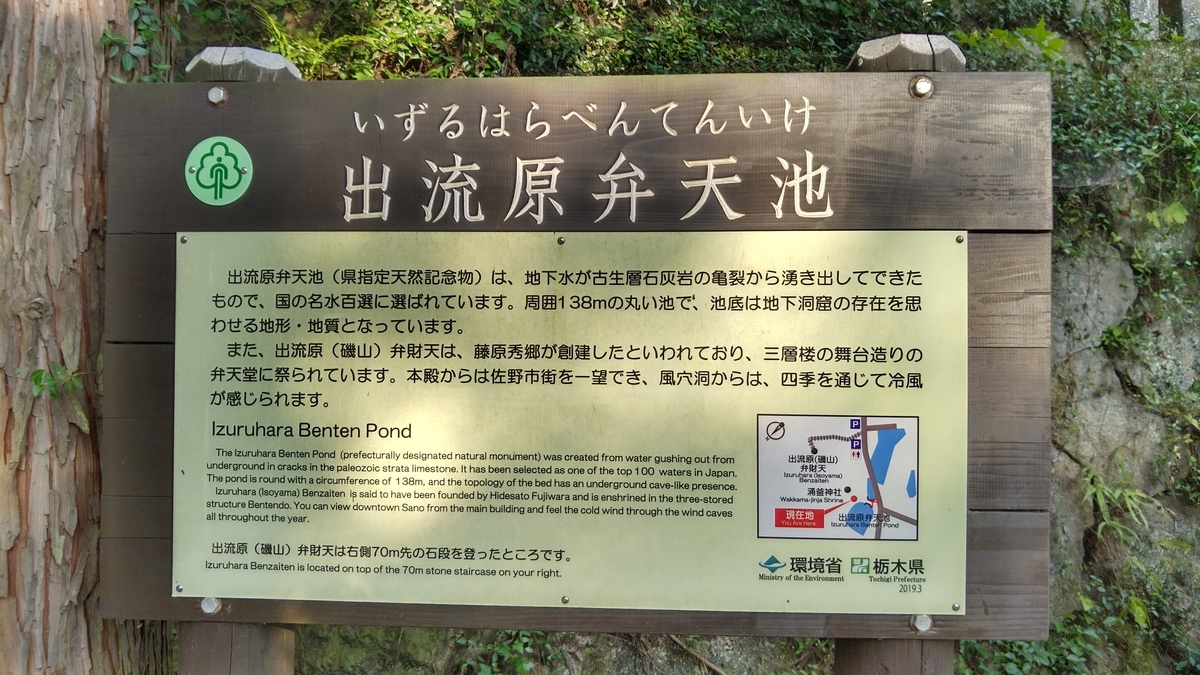 いずるはらべんてんいけ
出流原弁天池
出流原弁天池（県指定天然記念物）は、地下水が古生層石灰岩の亀裂から湧き出してできた
もので、国の名水百選に選ばれています。周囲138mの丸い池で、池底は地下洞窟の存在を思
わせる地形・地質となっています。
また、出流原（磯山）弁財天は、藤原秀郷が創建したといわれており、三層楼の舞台造りの
弁天堂に祭られています。本殿からは佐野市街を一望でき、風穴洞からは、四季を通じて冷風
が感じられます。
Izuruhara Benten Pond
The Izuruhara Benten Pond (prefecturally designated natural monument) was created from water gushing out from
underground in cracks in the paleozoic strata limestone. It has been selected as one of the top 100 waters in Japan.
The pond is round with a circumference of 138m, and the topology of the bed has an underground cave-like presence.
Izuruhara (Isoyama) Benzaiten is said to have been founded by Hidesato Fujiwara and is enshrined in the three-stored
structure Bentendo. You can view downtown Sano from the main building and feel the cold wind through the wind caves
all throughout the year.
出流原（磯山）弁財天は右側70m先の石段を登ったところです。
Izuruhara Benzaiten is located on top of the 70m stone staircase on your right.
P
P
出流原(磯山)
弁財天
Izuruhara (Isoyama)
Benzaiten
涌釜神社
Wakkama-Jinja Shrine
現在地
You Are Here
出流原弁天池
Izuruhara Benten Pond
環境省
Ministry of the Environment
栃木県
Tochigi Prefecture
2019.3